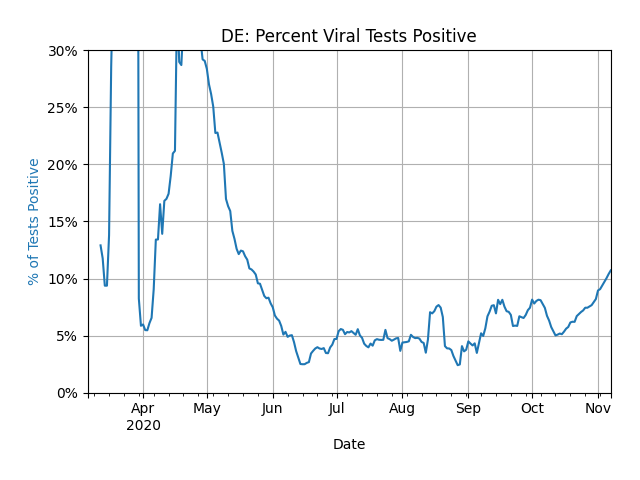 DE: Percent Viral Tests Positive
30%
25%
20%
15%
10%
5%
0%
% of Tests Positive
Apr May Jun Jul Aug Sep Oct Nov
2020
Date